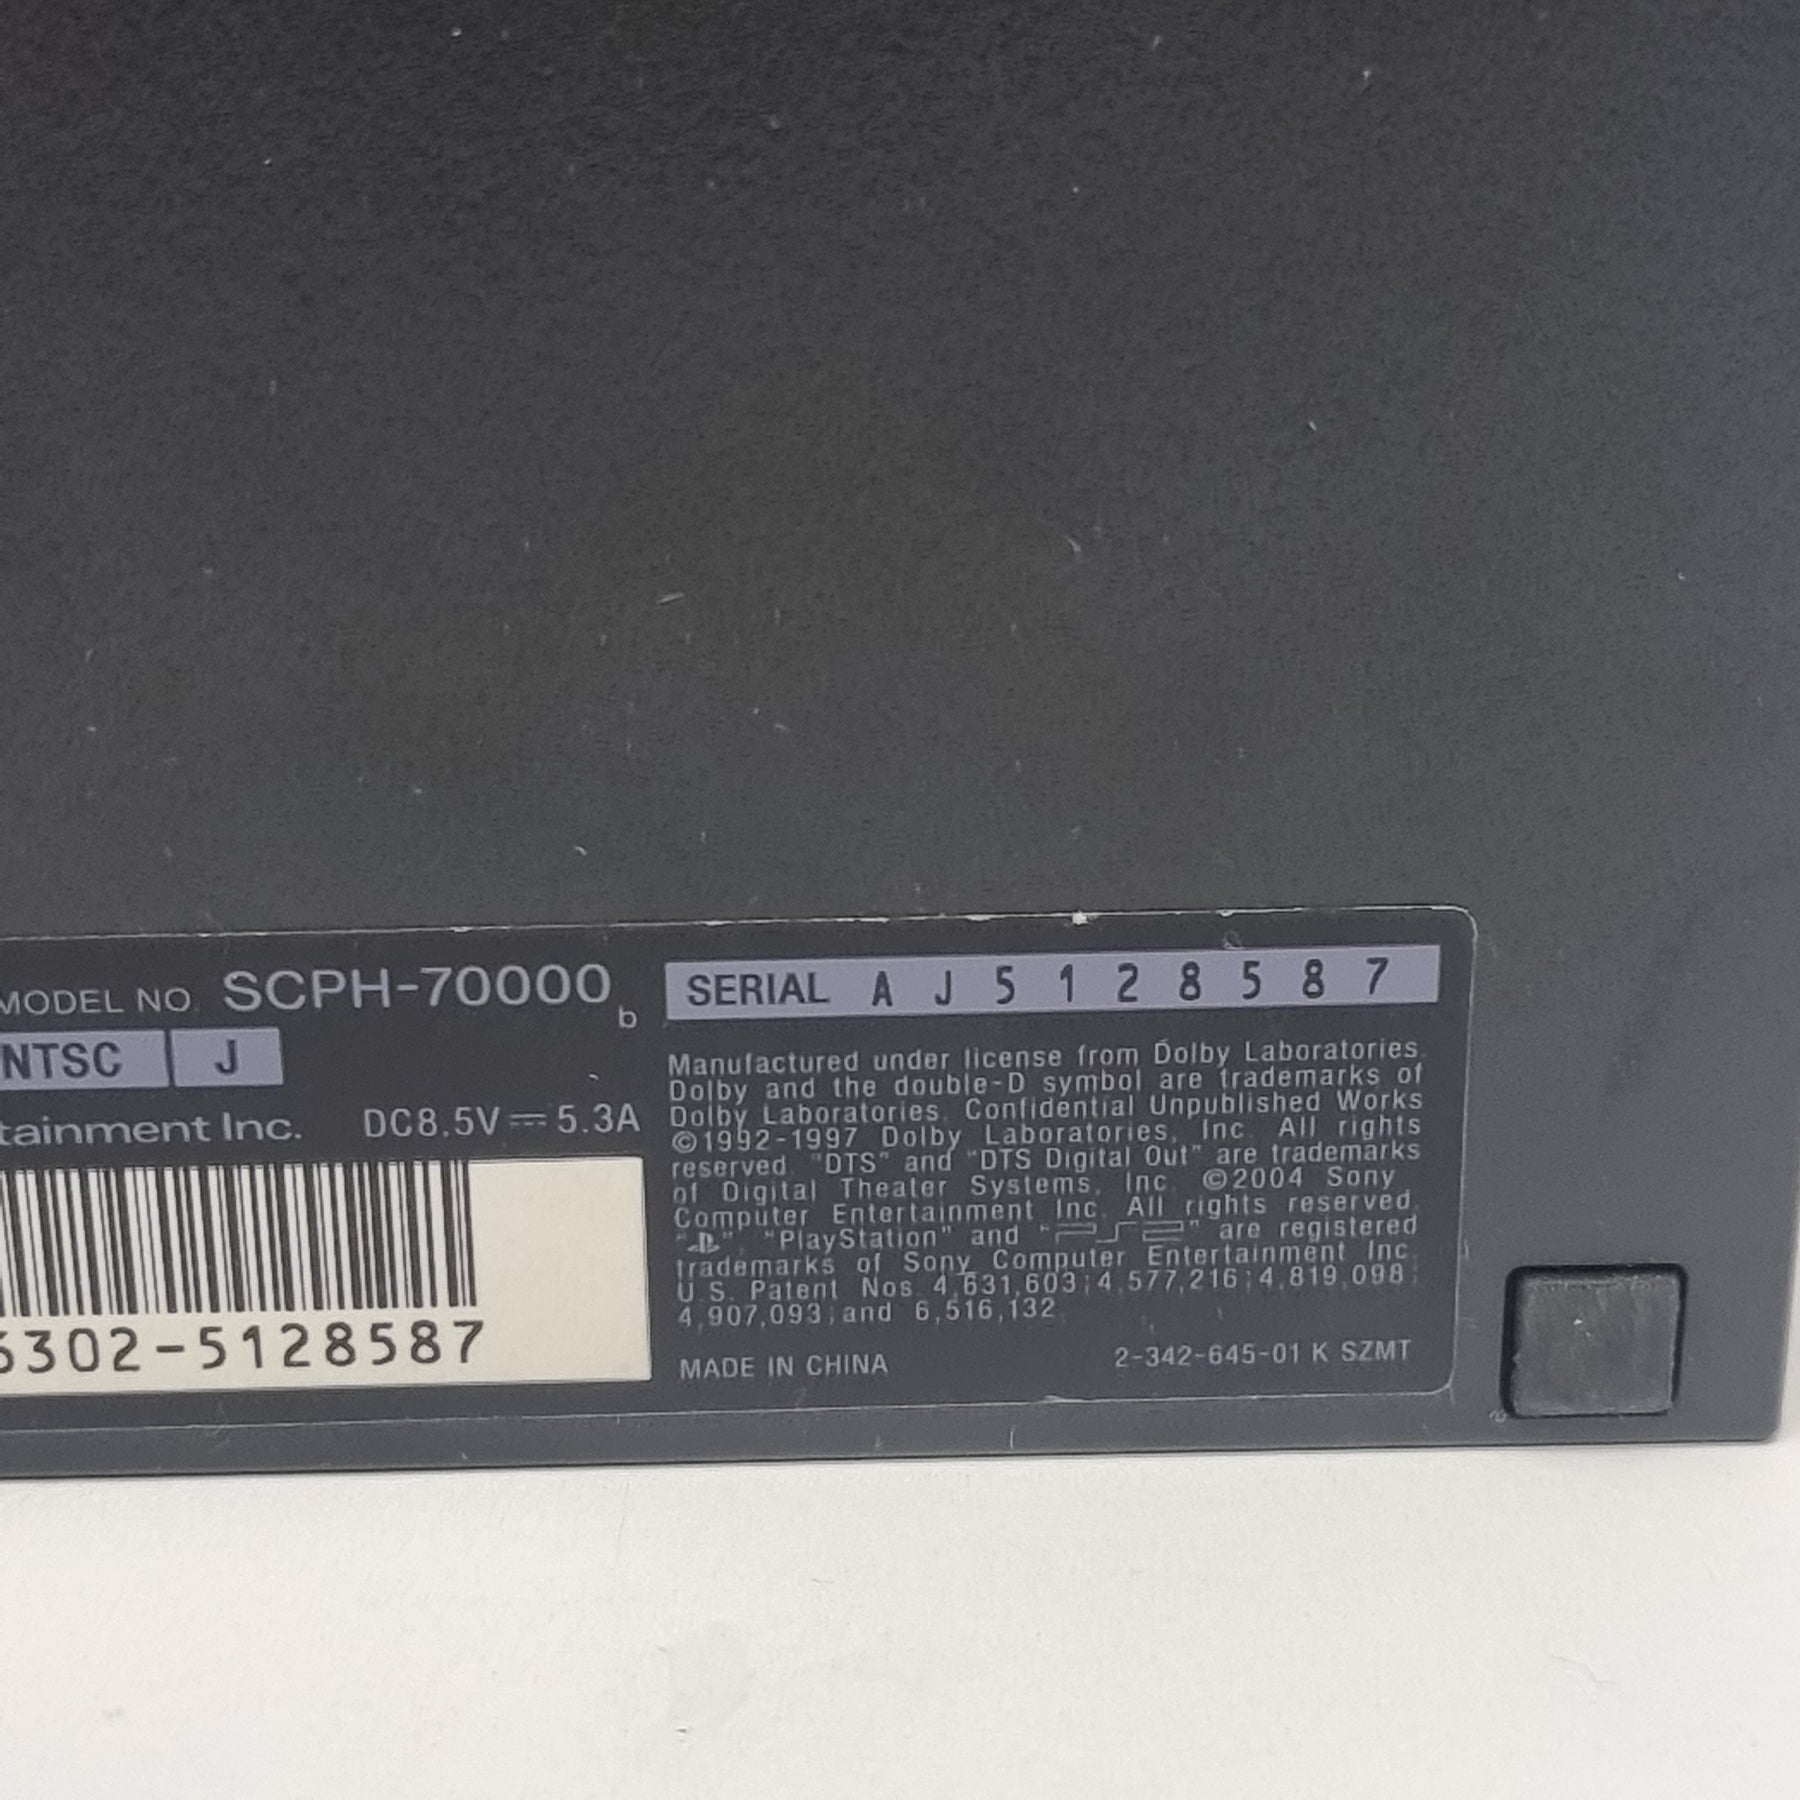 MODEL NO. SCPH-70000 b
SERIAL A J 5 1 2 8 5 8 7
NTSC J
tainment Inc. DC8.5V 5.3A
302-5128587
Manufactured under license from Dolby Laboratories.
Dolby and the double-D symbol are trademarks of
Dolby Laboratories. Confidential Unpublished Works
©1992-1997 Dolby Laboratories, Inc. All rights
reserved. "DTS" and "DTS Digital Out" are trademarks
of Digital Theater Systems, Inc. ©2004 Sony
Computer Entertainment Inc. All rights reserved.
"PlayStation" and "PS2" are registered
trademarks of Sony Computer Entertainment Inc.
U.S. Patent Nos. 4,631,603;4,577,216;4,819,098;
4,907,093;and 6,516,132.
MADE IN CHINA 2-342-645-01 K SZMT